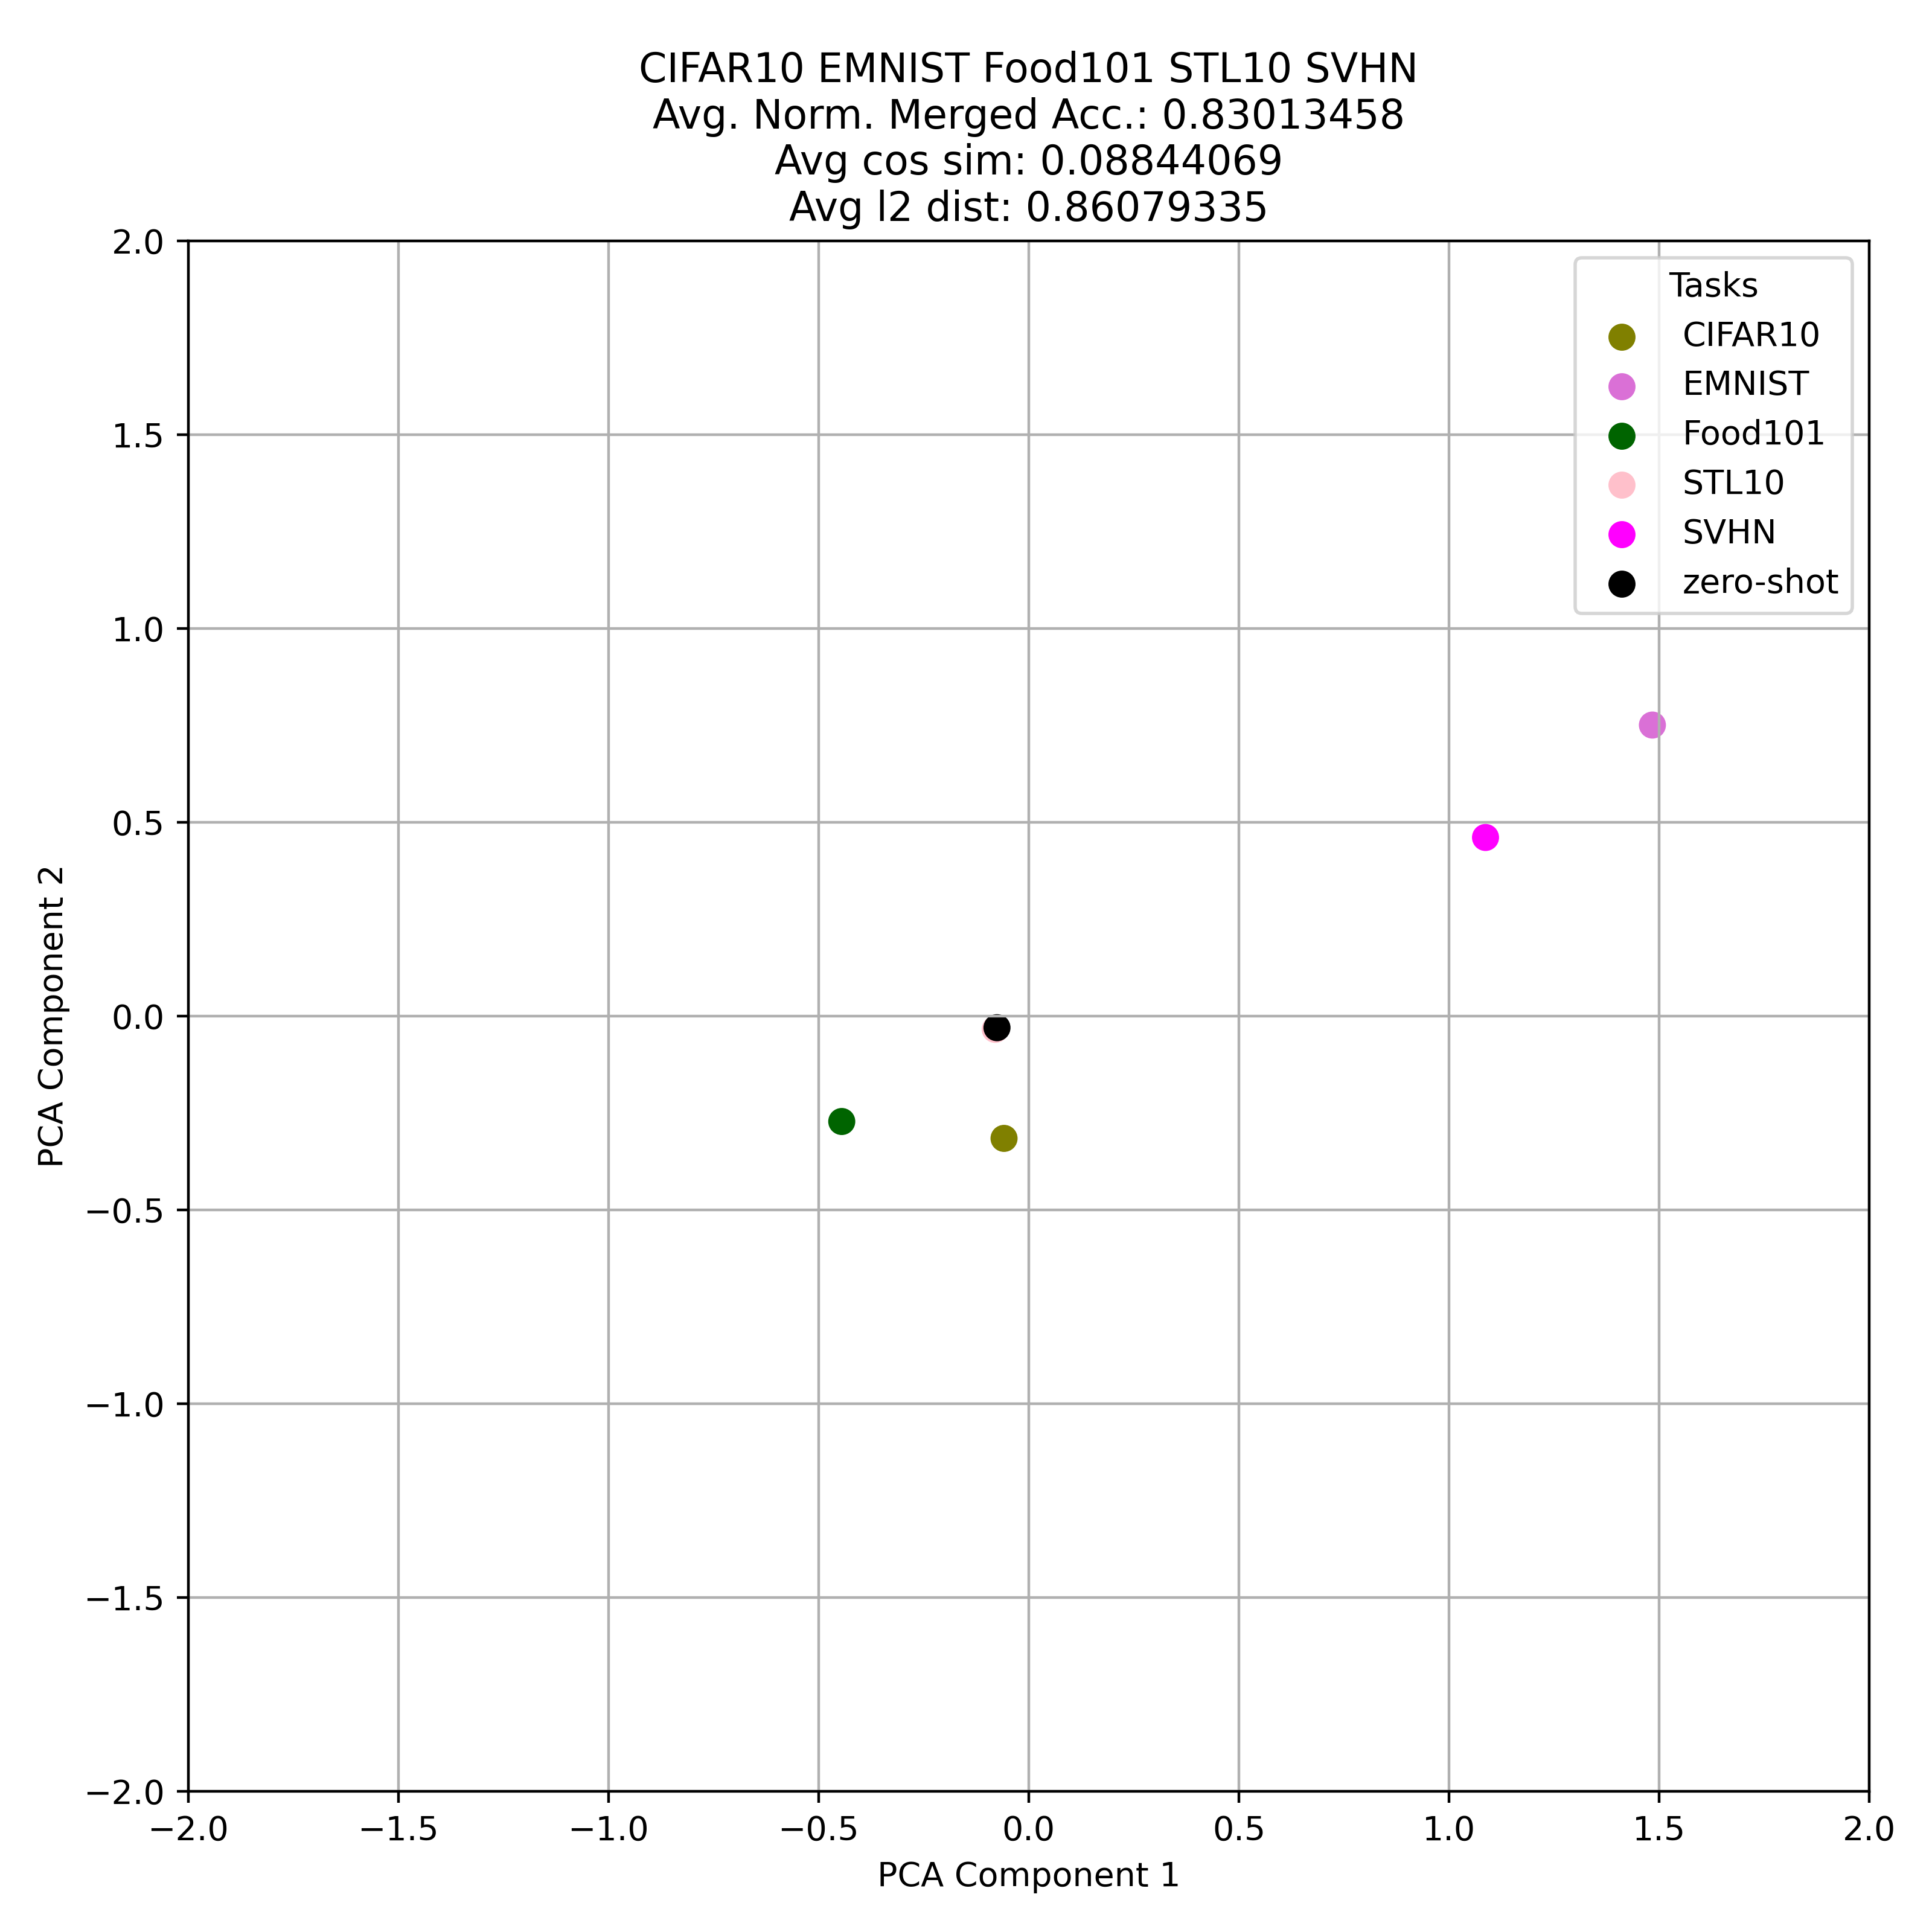 CIFAR10 EMNIST Food101 STL10 SVHN
Avg. Norm. Merged Acc.: 0.83013458
Avg cos sim: 0.08844069
Avg l2 dist: 0.86079335
Tasks
CIFAR10
EMNIST
Food101
STL10
SVHN
zero-shot
2.0
1.5
1.0
0.5
0.0
−0.5
−1.0
−1.5
−2.0
PCA Component 2
−2.0 −1.5 −1.0 −0.5 0.0 0.5 1.0 1.5 2.0
PCA Component 1